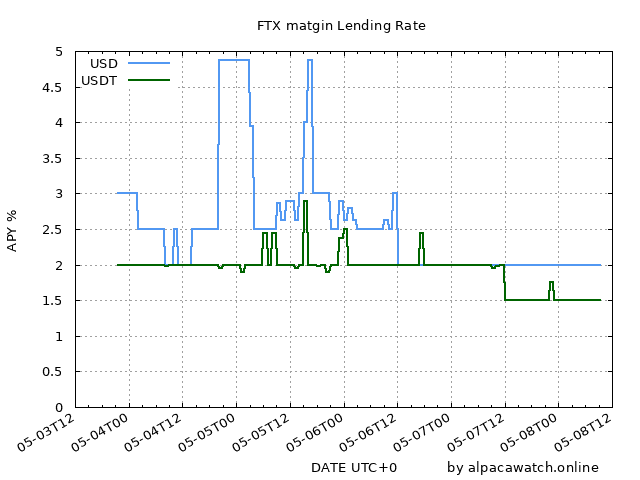 FTX matgin Lending Rate
5
4.5
4
3.5
3
2.5
2
1.5
1
0.5
0
APY %
USD
USDT
05-03T12
05-04T00
05-04T12
05-05T00
05-05T12
05-06T00
05-06T12
05-07T00
05-07T12
05-08T00
05-08T12
DATE UTC+0
by alpacawatch.online